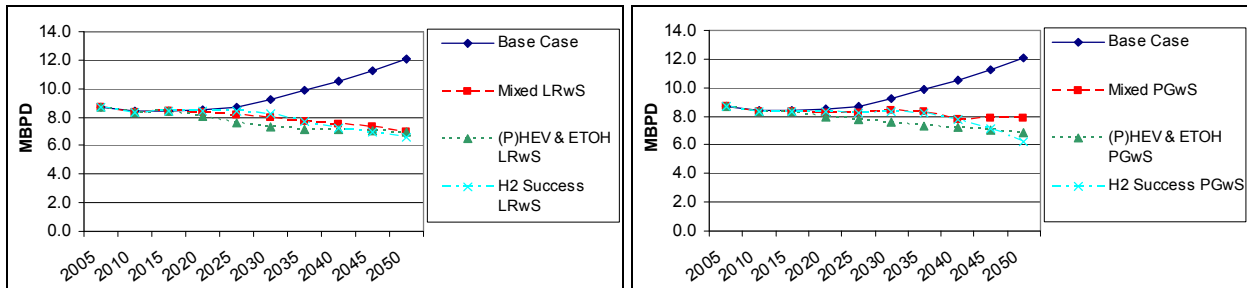 14.0
12.0
10.0
8.0
6.0
4.0
2.0
0.0
MBPD
2005
2010
2015
2020
2025
2030
2035
2040
2045
2050
Base Case
Mixed LRwS
(P)HEV & ETOH
LRwS
H2 Success
LRwS
14.0
12.0
10.0
8.0
6.0
4.0
2.0
0.0
MBPD
2005
2010
2015
2020
2025
2030
2035
2040
2045
2050
Base Case
Mixed PGwS
(P)HEV & ETOH
PGwS
H2 Success PGwS